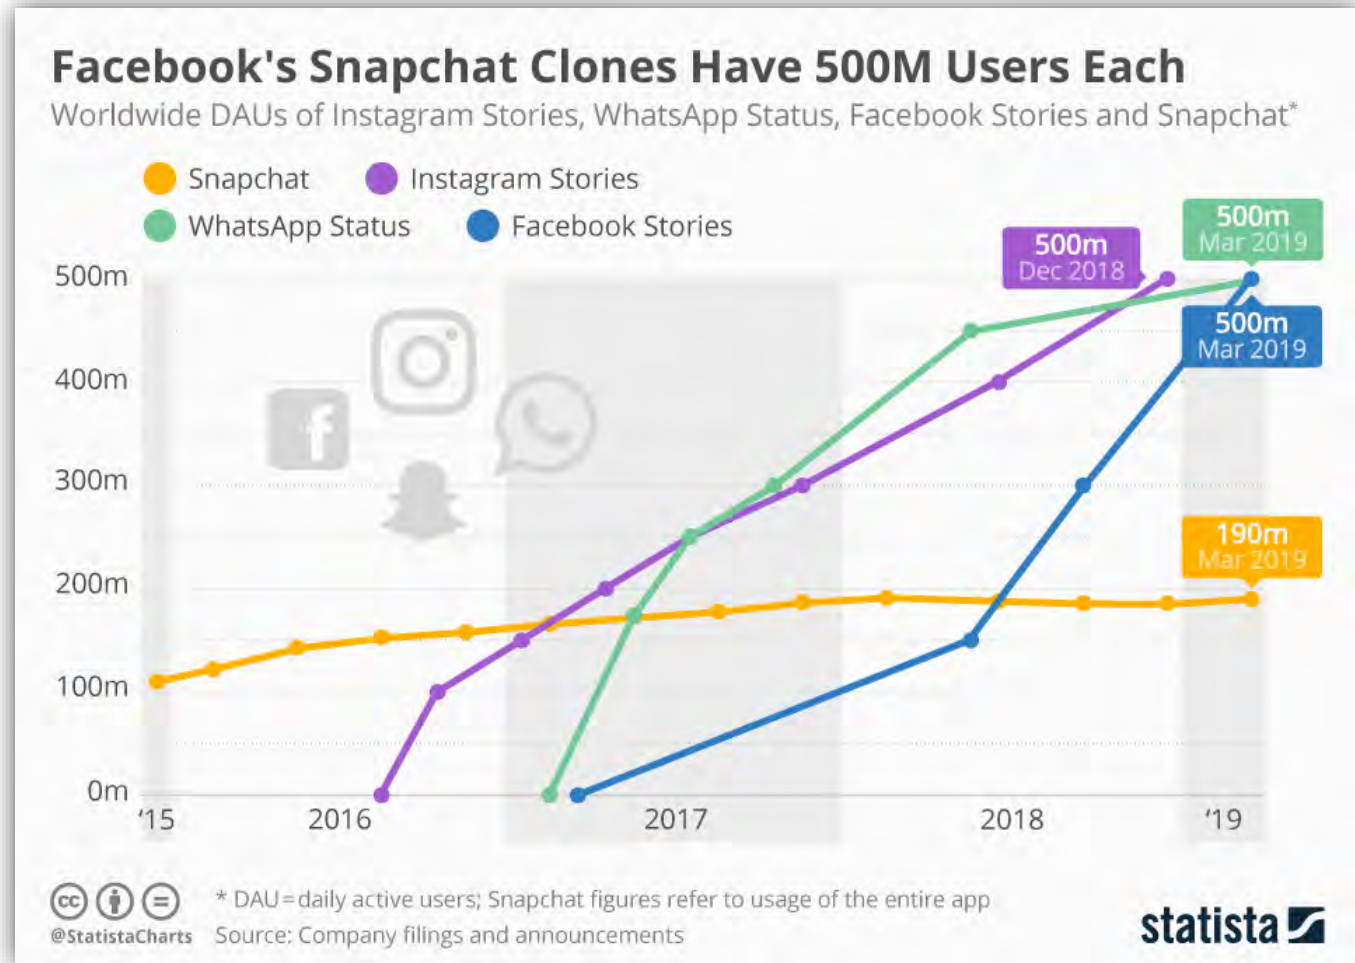 Facebook's Snapchat Clones Have 500M Users Each
Worldwide DAUs of Instagram Stories, WhatsApp Status, Facebook Stories and Snapchat*
Snapchat
Instagram Stories
WhatsApp Status
Facebook Stories
500m
Mar 2019
500m
Dec 2018
500m
Mar 2019
190m
Mar 2019
500m
400m
300m
200m
100m
0m
'15
2016
2017
2018
'19
* DAU=daily active users; Snapchat figures refer to usage of the entire app
@StatistaCharts
Source: Company filings and announcements
cc
statista